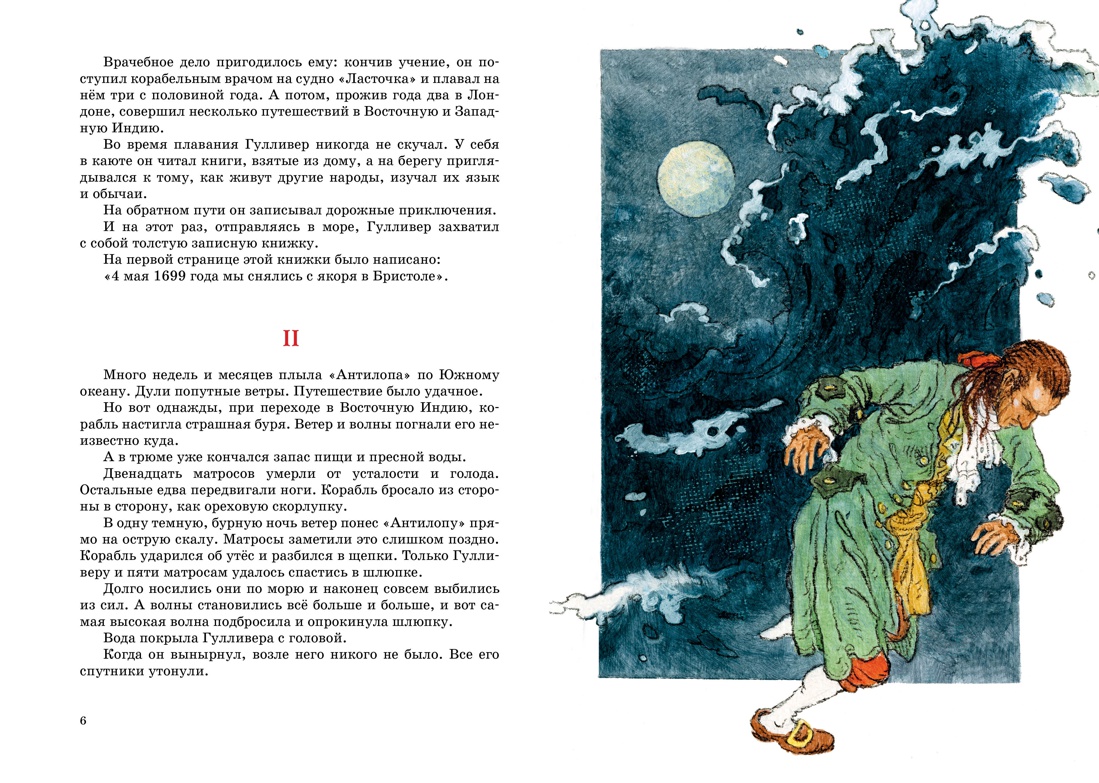 Врачебное дело пригодилось ему: кончив учение, он по-
ступил корабельным врачом на судно «Ласточка» и плавал на
нём три с половиной года. А потом, прожив года два в Лон-
доне, совершил несколько путешествий в Восточную и Запад-
ную Индию.
Во время плавания Гулливер никогда не скучал. У себя
в каюте он читал книги, взятые из дому, а на берегу пригля-
дывался к тому, как живут другие народы, изучал их язык
и обычаи.
На обратном пути он записывал дорожные приключения.
И на этот раз, отправляясь в море, Гулливер захватил
с собой толстую записную книжку.
На первой странице этой книжки было написано:
«4 мая 1699 года мы снялись с якоря в Бристоле».
II
Много недель и месяцев плыла «Антилопа» по Южному
океану. Дули попутные ветры. Путешествие было удачное.
Но вот однажды, при переходе в Восточную Индию, ко-
рабль настигла страшная буря. Ветер и волны погнали его не-
известно куда.
А в трюме уже кончался запас пищи и пресной воды.
Двенадцать матросов умерли от усталости и голода.
Остальные едва передвигали ноги. Корабль бросало из сторо-
ны в сторону, как ореховую скорлупку.
В одну темную, бурную ночь ветер понес «Антилопу» пря-
мо на острую скалу. Матросы заметили это слишком поздно.
Корабль ударился об утёс и разбился в щепки. Только Гулли-
веру и пяти матросам удалось спастись в шлюпке.
Долго носились они по морю и наконец совсем выбились
из сил. А волны становились всё больше и больше, и вот са-
мая высокая волна подбросила и опрокинула шлюпку.
Вода покрыла Гулливера с головой.
Когда он вынырнул, возле него никого не было. Все его
спутники утонули.
6